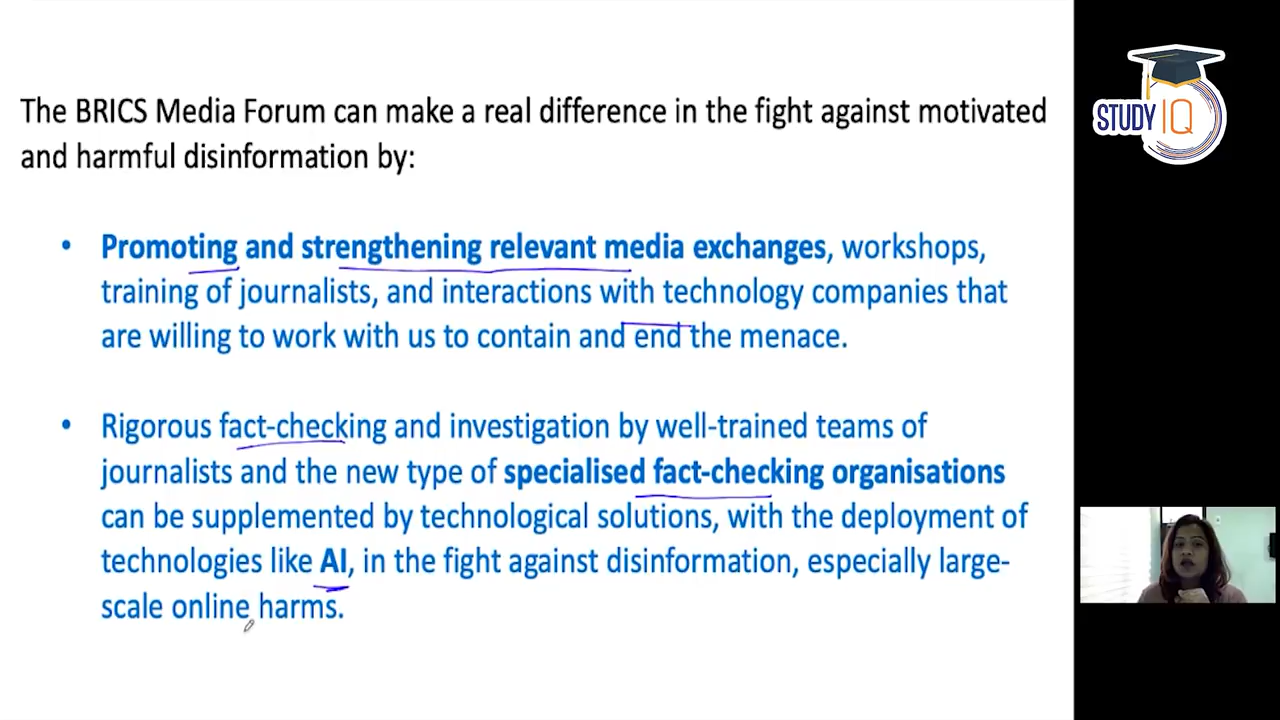 The BRICS Media Forum can make a real difference in the fight against motivated
and harmful disinformation by:
• Promoting and strengthening relevant media exchanges, workshops,
training of journalists, and interactions with technology companies that
are willing to work with us to contain and end the menace.
• Rigorous fact-checking and investigation by well-trained teams of
journalists and the new type of specialised fact-checking organisations
can be supplemented by technological solutions, with the deployment of
technologies like AI, in the fight against disinformation, especially large-
scale online harms.
STUDY IQ